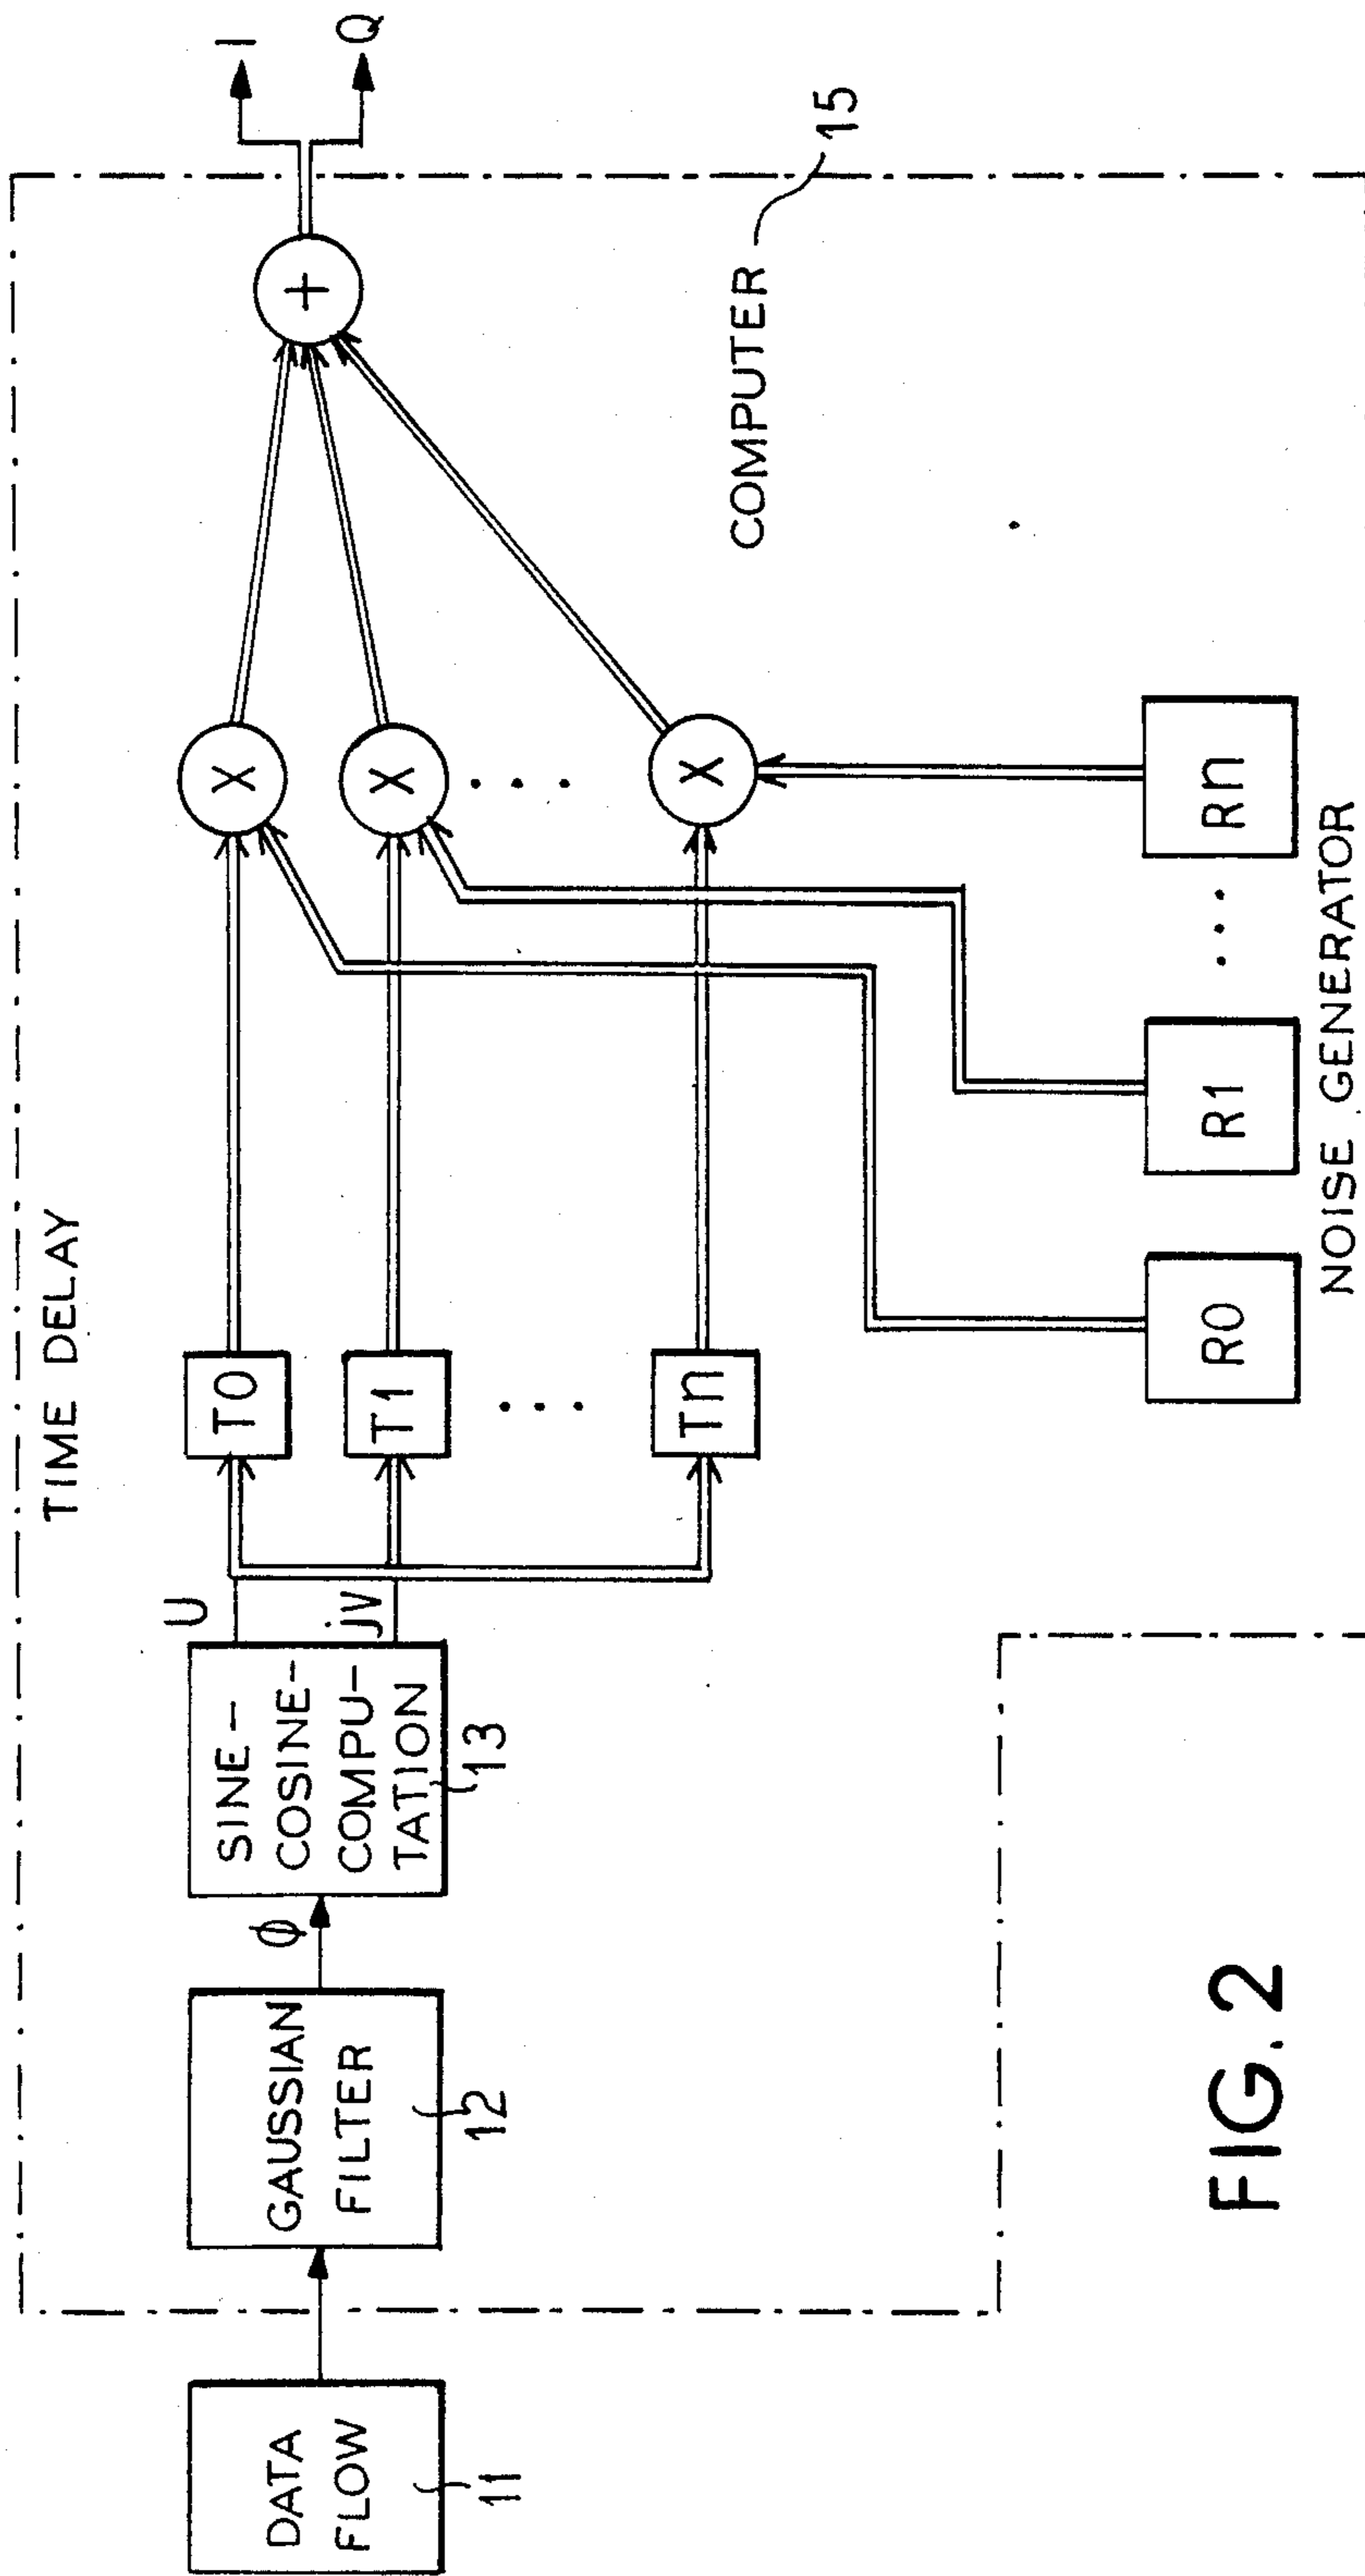 TIME DELAY
DATA
FLOW
11
GAUSSIAN
FILTER
12
Φ
SINE-
COSINE-
COMPU-
TATION
13
U
jv
T0
T1
. . .
Tn
X
X
. . .
X
+
I
Q
COMPUTER 15
R0
R1
. . .
Rn
NOISE GENERATOR
FIG. 2